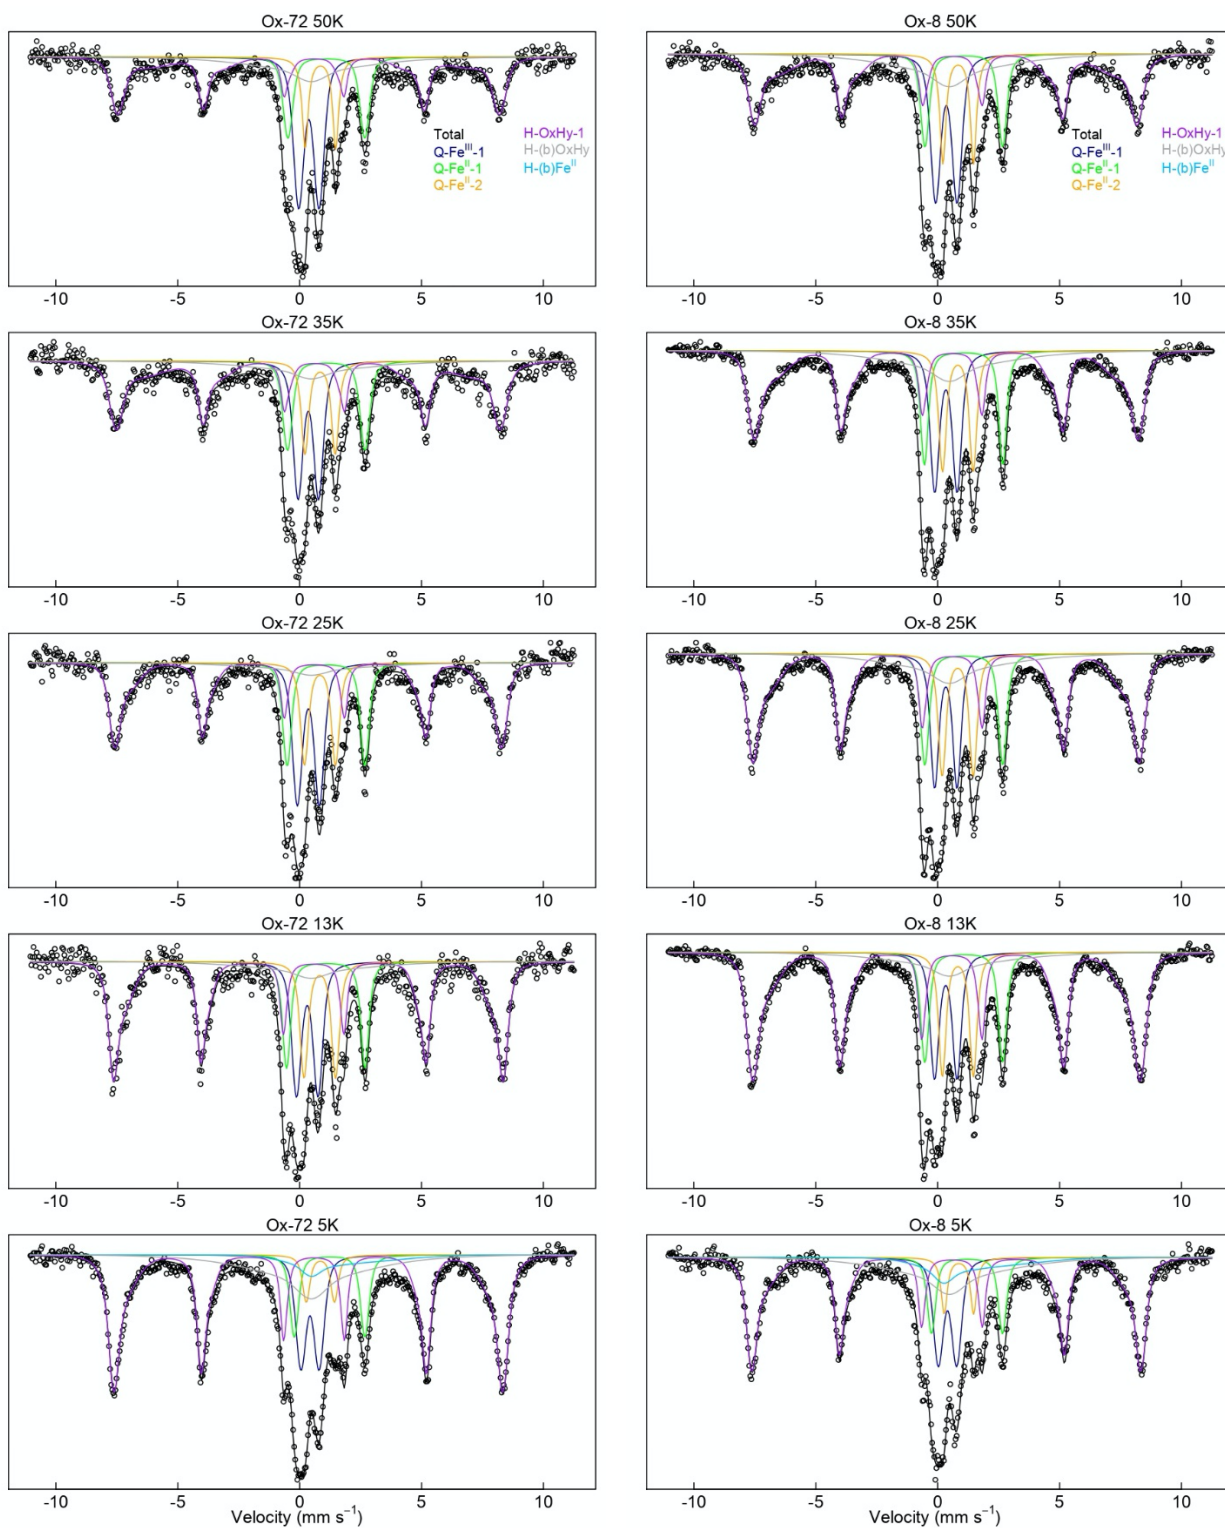 Ox-72 50K
Total
Q-Feᴵᴵᴵ-1
Q-Feᴵᴵ-1
Q-Feᴵᴵ-2
H-OxHy-1
H-(b)OxHy
H-(b)Feᴵᴵ
-10 -5 0 5 10
Ox-8 50K
Total
Q-Feᴵᴵᴵ-1
Q-Feᴵᴵ-1
Q-Feᴵᴵ-2
H-OxHy-1
H-(b)OxHy
H-(b)Feᴵᴵ
-10 -5 0 5 10
Ox-72 35K
-10 -5 0 5 10
Ox-8 35K
-10 -5 0 5 10
Ox-72 25K
-10 -5 0 5 10
Ox-8 25K
-10 -5 0 5 10
Ox-72 13K
-10 -5 0 5 10
Ox-8 13K
-10 -5 0 5 10
Ox-72 5K
-10 -5 0 5 10
Velocity (mm s⁻¹)
Ox-8 5K
-10 -5 0 5 10
Velocity (mm s⁻¹)